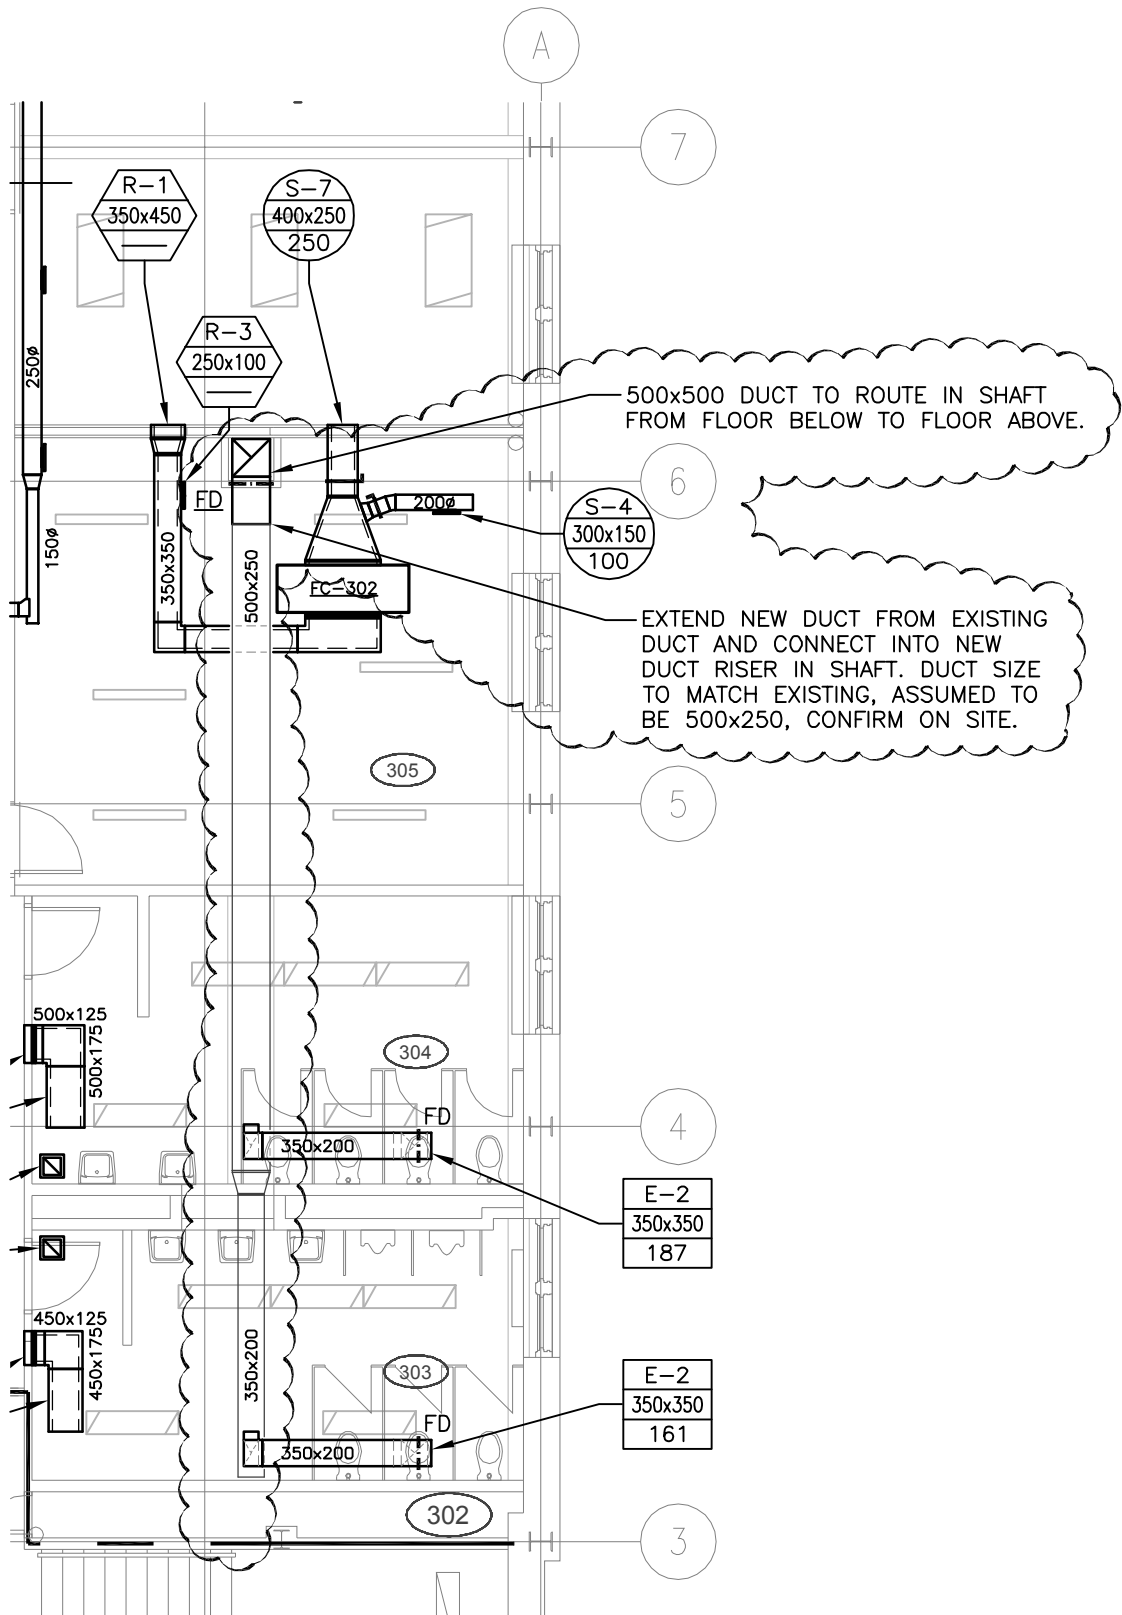 A
7
R-1
350x450
S-7
400x250
250
R-3
250x100
250ø
500x500 DUCT TO ROUTE IN SHAFT
FROM FLOOR BELOW TO FLOOR ABOVE.
6
FD
200ø
S-4
300x150
100
150ø
350x350
500x250
FC-302
EXTEND NEW DUCT FROM EXISTING
DUCT AND CONNECT INTO NEW
DUCT RISER IN SHAFT. DUCT SIZE
TO MATCH EXISTING, ASSUMED TO
BE 500x250, CONFIRM ON SITE.
305
5
500x125
500x175
304
FD
4
350x200
E-2
350x350
187
450x125
450x175
350x200
303
FD
E-2
350x350
161
350x200
302
3